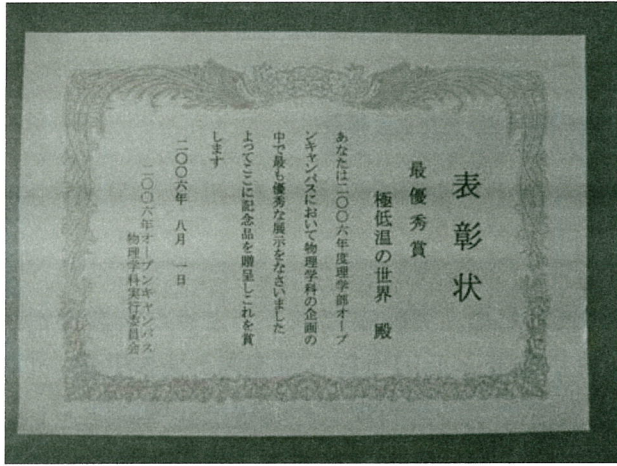 表彰状
最優秀賞
極低温の世界 殿
あなたは二〇〇六年度理学部オープ
ンキャンパスにおいて物理学科の企画の
中で最も優秀な展示をなさいました
よってここに記念品を贈呈しこれを賞
します
二〇〇六年 八月 一日
二〇〇六年オープンキャンパス
物理学科実行委員会